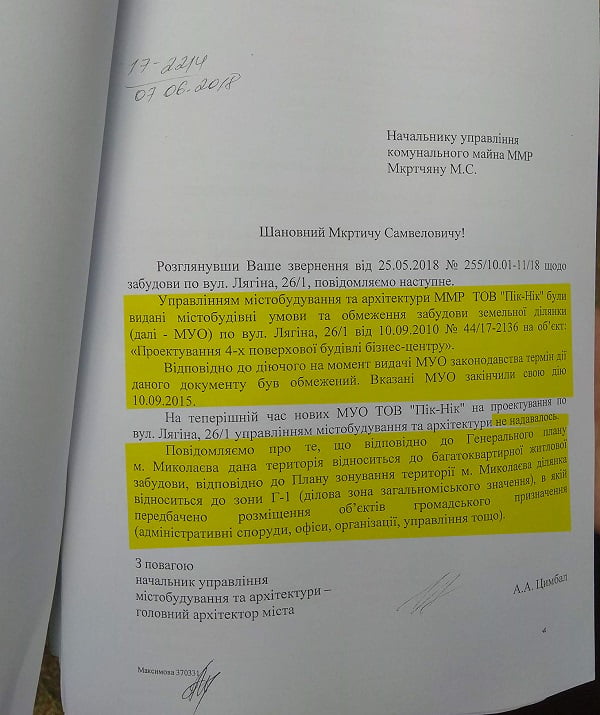 17-2214
07 06-2018
Начальнику управління
комунального майна ММР
Мкртчяну М.С.
Шановний Мкртичу Самвеловичу!
Розглянувши Ваше звернення від 25.05.2018 № 255/10.01-11/18 щодо
забудови по вул. Лягіна, 26/1, повідомляємо наступне.
Управлінням містобудування та архітектури ММР ТОВ "Пік-Нік" були
видані містобудівні умови та обмеження забудови земельної ділянки
(далі - МУО) по вул. Лягіна, 26/1 від 10.09.2010 № 44/17-2136 на об'єкт:
«Проектування 4-х поверхової будівлі бізнес-центру».
Відповідно до діючого на момент видачі МУО законодавства термін дії
даного документу був обмежений. Вказані МУО закінчили свою дію
10.09.2015.
На теперішній час нових МУО ТОВ "Пік-Нік" на проектування по
вул. Лягіна, 26/1 управлінням містобудування та архітектури не надавалось.
Повідомляємо про те, що відповідно до Генерального плану
м. Миколаєва дана територія відноситься до багатоквартирної житлової
забудови, відповідно до Плану зонування території м. Миколаєва ділянка
відноситься до зони Г-1 (ділова зона загальноміського значення), в якій
передбачено розміщення об'єктів громадського призначення
(адміністративні споруди, офіси, організації, управління тощо).
З повагою
начальник управління
містобудування та архітектури –
головний архітектор міста
А.А. Цимбал
Максимова 370331